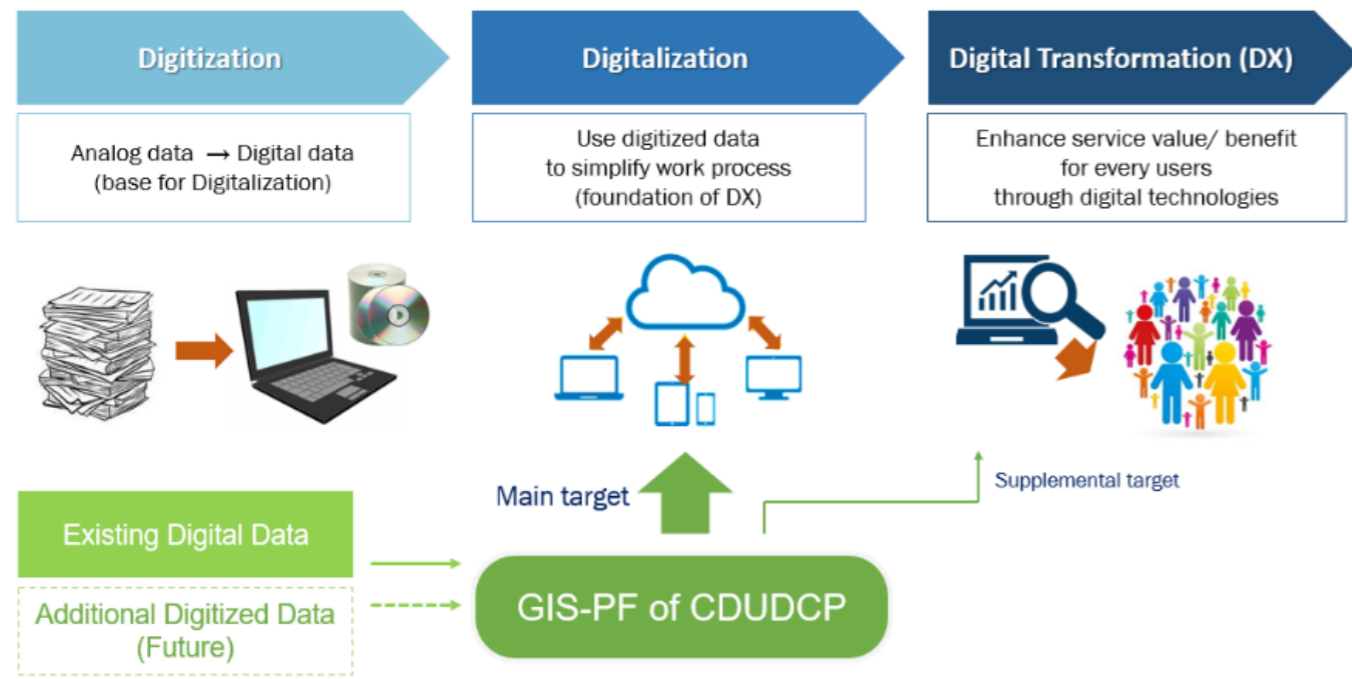 Digitization
Digitalization
Digital Transformation (DX)
Analog data → Digital data
(base for Digitalization)
Use digitized data
to simplify work process
(foundation of DX)
Enhance service value/ benefit
for every users
through digital technologies
Main target
Supplemental target
Existing Digital Data
Additional Digitized Data
(Future)
GIS-PF of CDUDCP